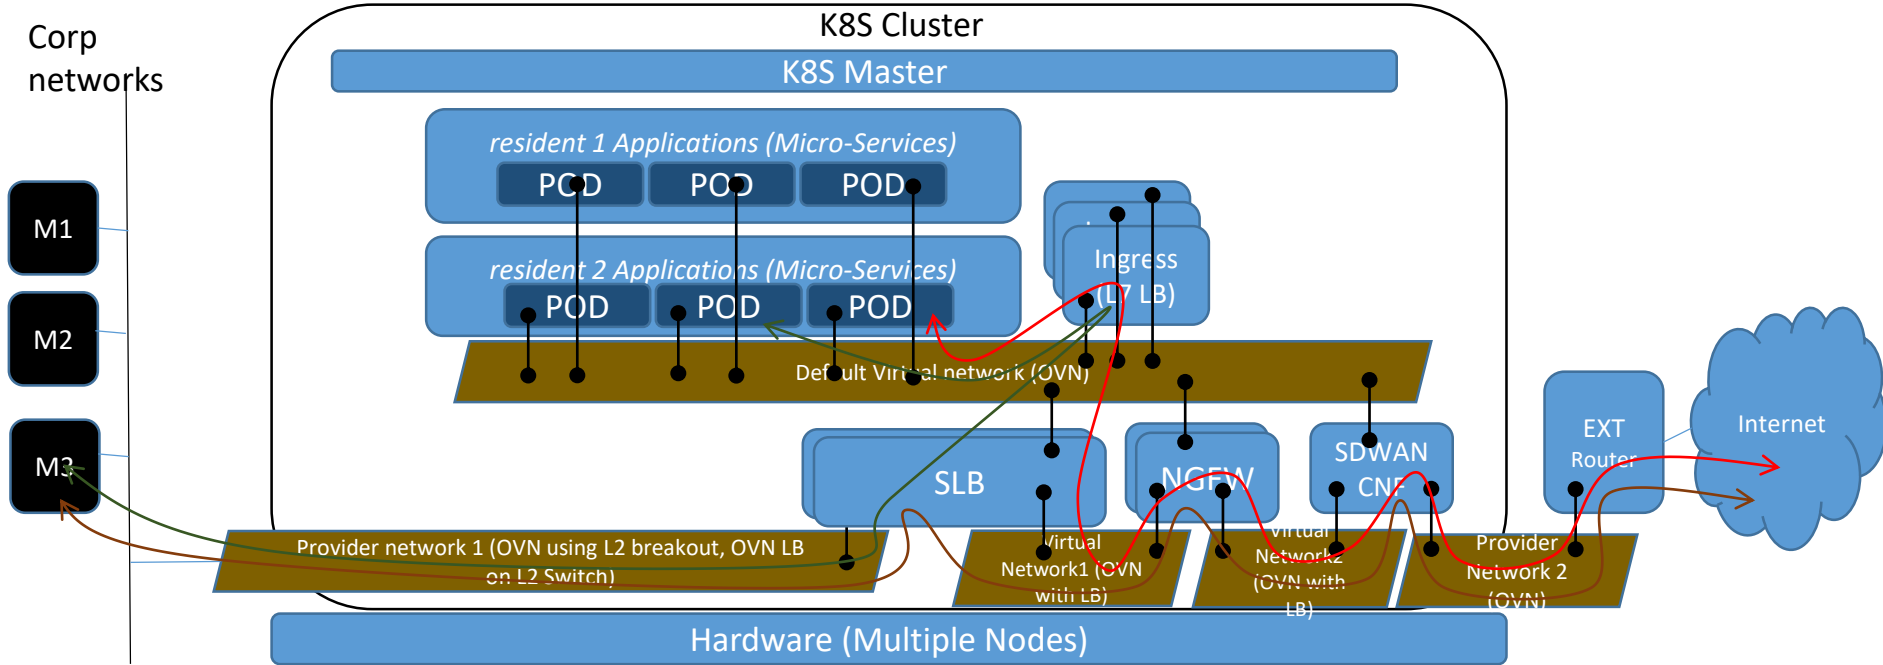 K8S Cluster
Corp
networks
K8S Master
resident 1 Applications (Micro-Services)
POD
POD
POD
M1
resident 2 Applications (Micro-Services)
POD
POD
POD
Ingress
(L7 LB)
M2
Default Virtual network (OVN)
M3
SLB
NGFW
SDWAN
CNF
EXT
Router
Internet
Provider network 1 (OVN using L2 breakout, OVN LB
on L2 Switch)
Virtual
Network1 (OVN
with LB)
Virtual
Network2
(OVN with
LB)
Provider
Network 2
(OVN)
Hardware (Multiple Nodes)